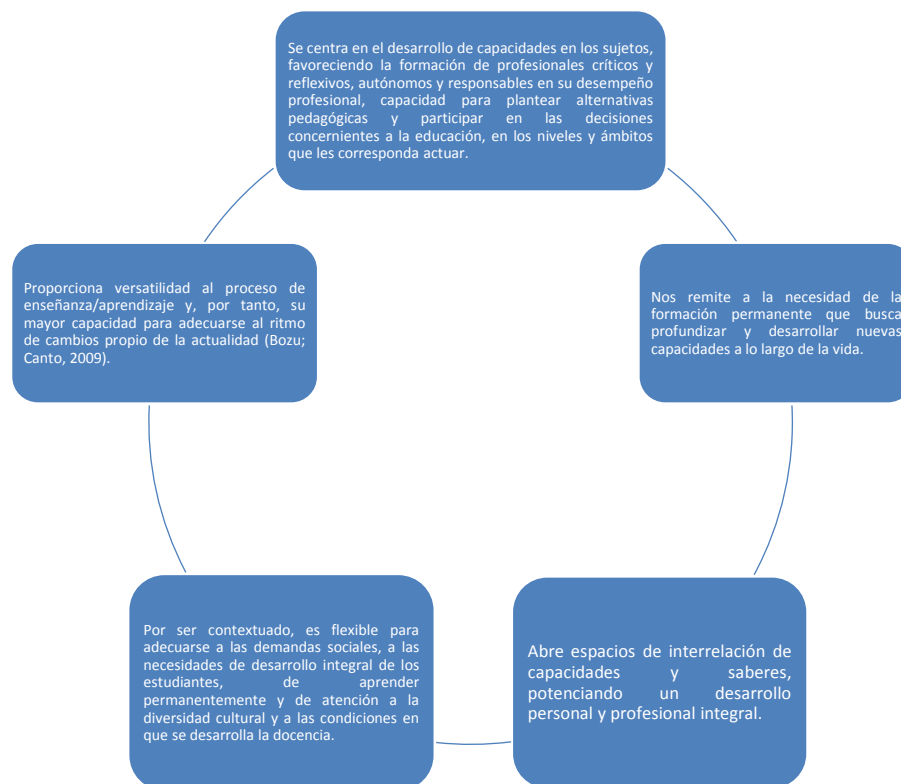 Se centra en el desarrollo de capacidades en los sujetos,
favoreciendo la formación de profesionales críticos y
reflexivos, autónomos y responsables en su desempeño
profesional, capacidad para plantear alternativas
pedagógicas y participar en las decisiones
concernientes a la educación, en los niveles y ámbitos
que les corresponda actuar.
Nos remite a la necesidad de la
formación permanente que busca
profundizar y desarrollar nuevas
capacidades a lo largo de la vida.
Abre espacios de interrelación de
capacidades y saberes,
potenciando un desarrollo
personal y profesional integral.
Por ser contextuado, es flexible para
adecuarse a las demandas sociales, a las
necesidades de desarrollo integral de los
estudiantes, de aprender
permanentemente y de atención a la
diversidad cultural y a las condiciones en
que se desarrolla la docencia.
Proporciona versatilidad al proceso de
enseñanza/aprendizaje y, por tanto, su
mayor capacidad para adecuarse al ritmo
de cambios propio de la actualidad (Bozu;
Canto, 2009).